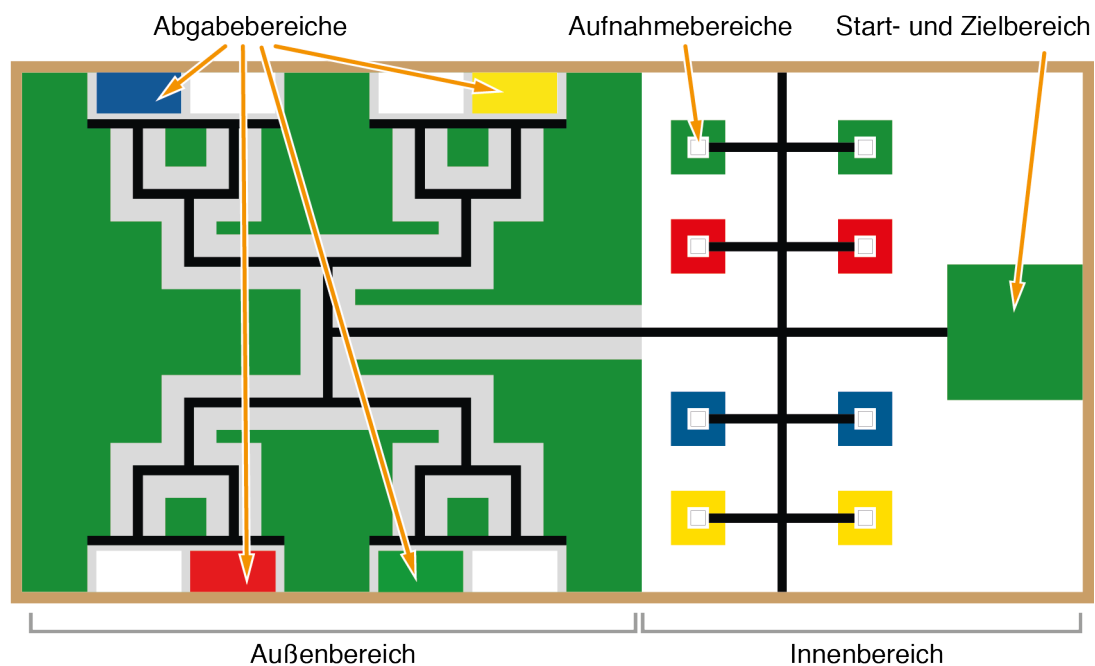 Abgabebereiche
Aufnahmebereiche
Start- und Zielbereich
Außenbereich
Innenbereich